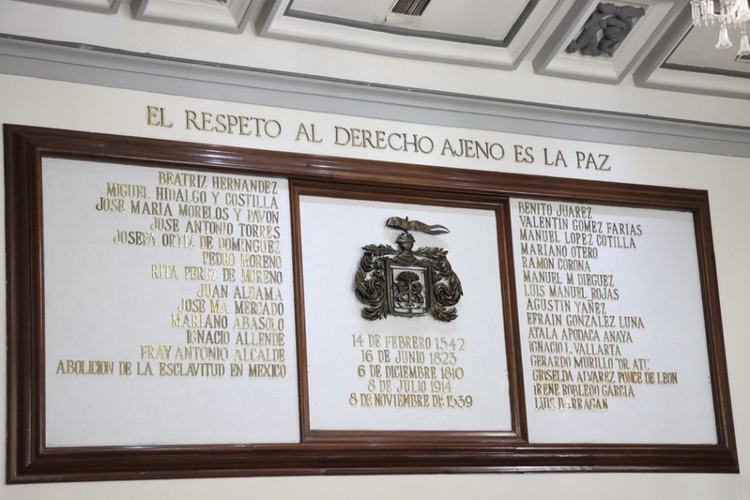 EL RESPETO AL DERECHO AJENO ES LA PAZ
BEATRIZ HERNANDEZ
MIGUEL HIDALGO Y COSTILLA
JOSE MARIA MORELOS Y PAVON
JOSE ANTONIO TORRES
JOSEFA ORTIZ DE DOMINGUEZ
PEDRO MORENO
RITA PEREZ DE MORENO
JUAN ALDAMA
JOSE MA. MERCADO
MARIANO ABASOLO
IGNACIO ALLENDE
FRAY ANTONIO ALCALDE
ABOLICION DE LA ESCLAVITUD EN MEXICO
14 DE FEBRERO 1542
16 DE JUNIO 1823
6 DE DICIEMBRE 1810
8 DE JULIO 1914
8 DE NOVIEMBRE DE 1539
BENITO JUAREZ
VALENTIN GOMEZ FARIAS
MANUEL LOPEZ COTILLA
MARIANO OTERO
RAMON CORONA
MANUEL M. DIEGUEZ
LUIS MANUEL ROJAS
AGUSTIN YAÑEZ
EFRAIN GONZALEZ LUNA
AYALA APODACA ANAYA
IGNACIO L. VALLARTA
GERARDO MURILLO "DR. ATL"
GRISELDA ALVAREZ PONCE DE LEON
IRENE ROBLEDO GARCIA
LUIS BARRAGAN